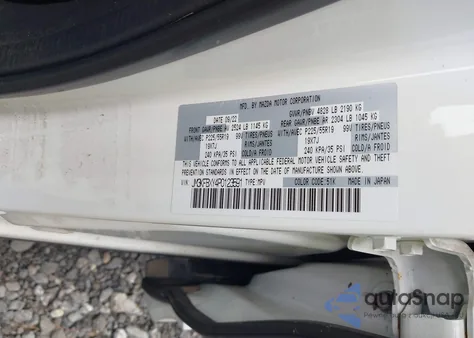 MFD. BY MAZDA MOTOR CORPORATION
DATE 09/22 GVWR/PNBV 4828 LB 2190 KG
FRONT GAWR/PNBE AV 2524 LB 1145 KG REAR GAWR/PNBE AR 2304 LB 1045 KG
WITH/AVEC P225/55R19 99V TIRES/PNEUS WITH/AVEC P225/55R19 99V TIRES/PNEUS
19X7J RIMS/JANTES 19X7J RIMS/JANTES
240 KPA/35 PSI 240 KPA/35 PSI
THIS VEHICLE CONFORMS TO ALL APPLICABLE FEDERAL MOTOR VEHICLE SAFETY AND THEFT
PREVENTION STANDARDS IN EFFECT ON THE DATE OF MANUFACTURE SHOWN ABOVE.
VIN TYPE MPV COLOR CODE 51K MADE IN JAPAN
autoSnap